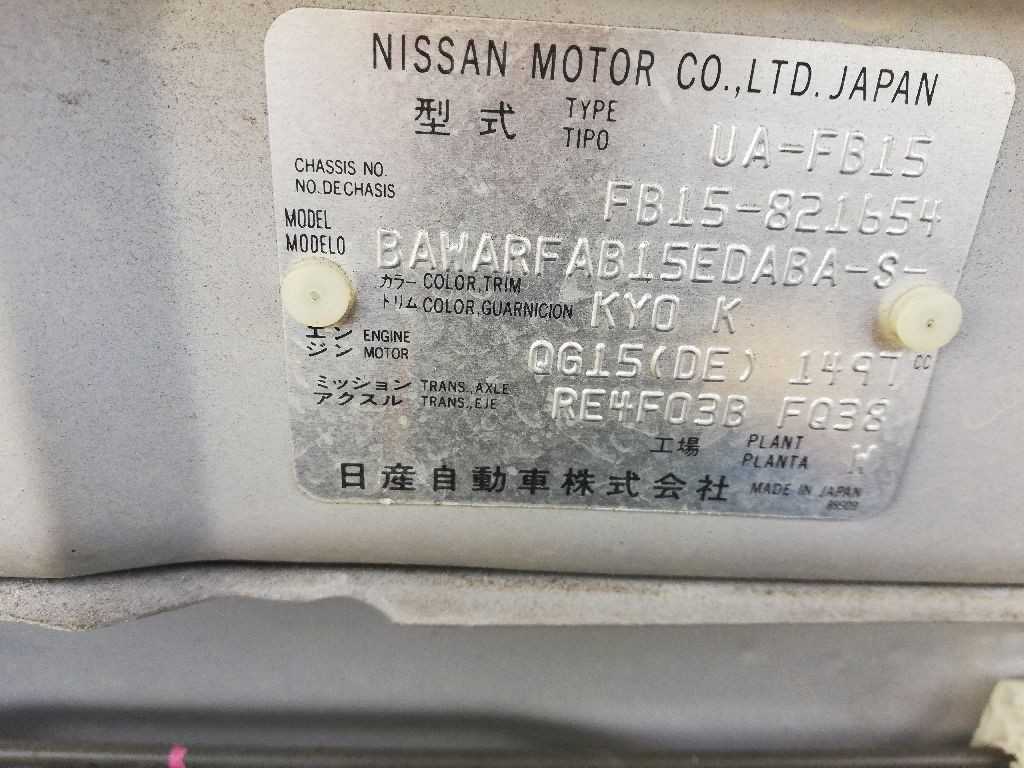 NISSAN MOTOR CO.,LTD. JAPAN
型式 TYPE TIPO UA-FB15
CHASSIS NO. NO.DE CHASIS FB15-821654
MODEL MODELO BAWARFAB15EDABA-S-
カラー COLOR,TRIM
トリム COLOR,GUARNICION KY0 K
エン ENGINE
ジン MOTOR QG15(DE) 1497 CC
ミッション TRANS.,AXLE
アクスル TRANS.,EJE RE4F03B FQ38
工場 PLANT PLANTA
日産自動車株式会社 MADE IN JAPAN